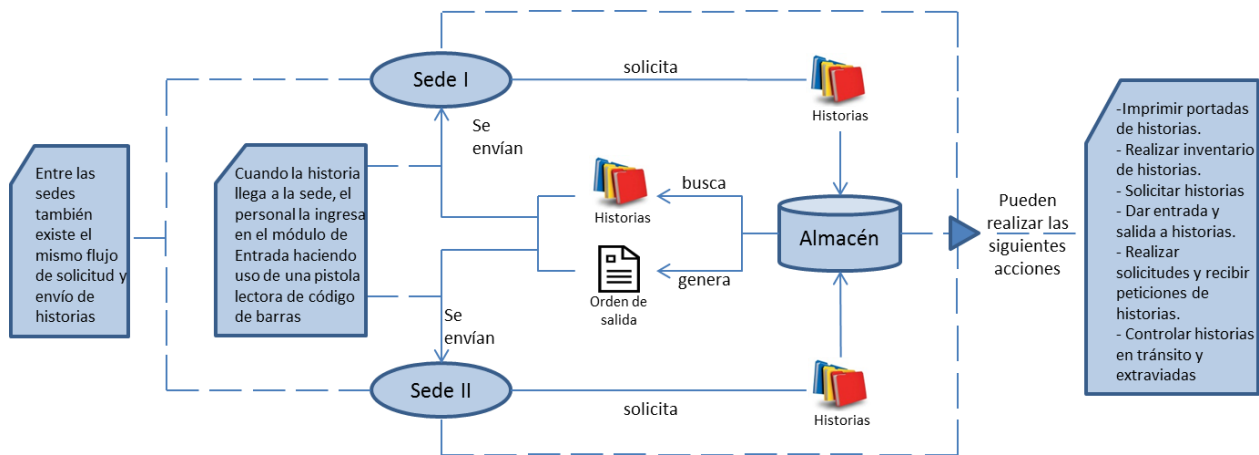 Entre las
sedes
también
existe el
mismo flujo
de solicitud y
envío de
historias
Cuando la historia
llega a la sede, el
personal la ingresa
en el módulo de
Entrada haciendo
uso de una pistola
lectora de código
de barras
Sede I
solicita
Historias
Se
envían
Historias
busca
genera
Orden de
salida
Almacén
Se
envían
Sede II
solicita
Historias
Pueden
realizar las
siguientes
acciones
-Imprimir portadas
de historias.
- Realizar inventario
de historias.
- Solicitar historias
- Dar entrada y
salida a historias.
- Realizar
solicitudes y recibir
peticiones de
historias.
- Controlar historias
en tránsito y
extraviadas